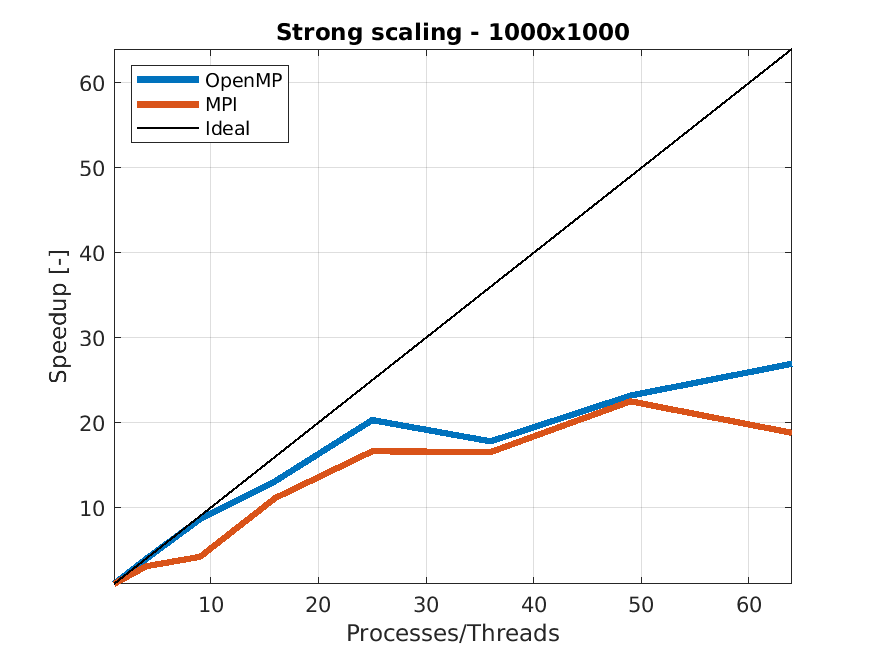 Strong scaling - 1000x1000
OpenMP
MPI
Ideal
60
50
40
30
20
10
Speedup [-]
10 20 30 40 50 60
Processes/Threads